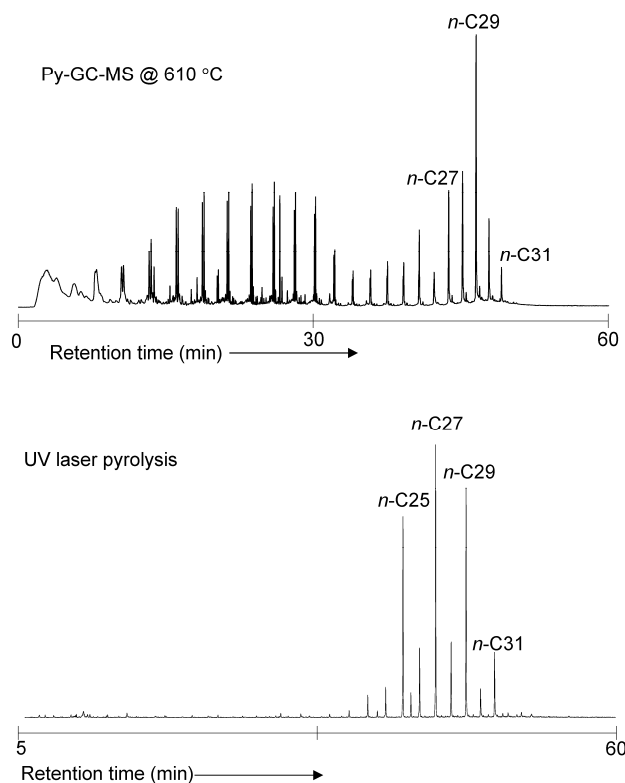 n-C29
Py-GC-MS @ 610 °C
n-C27
n-C31
0
30
60
Retention time (min)
n-C27
UV laser pyrolysis
n-C29
n-C25
n-C31
5
60
Retention time (min)